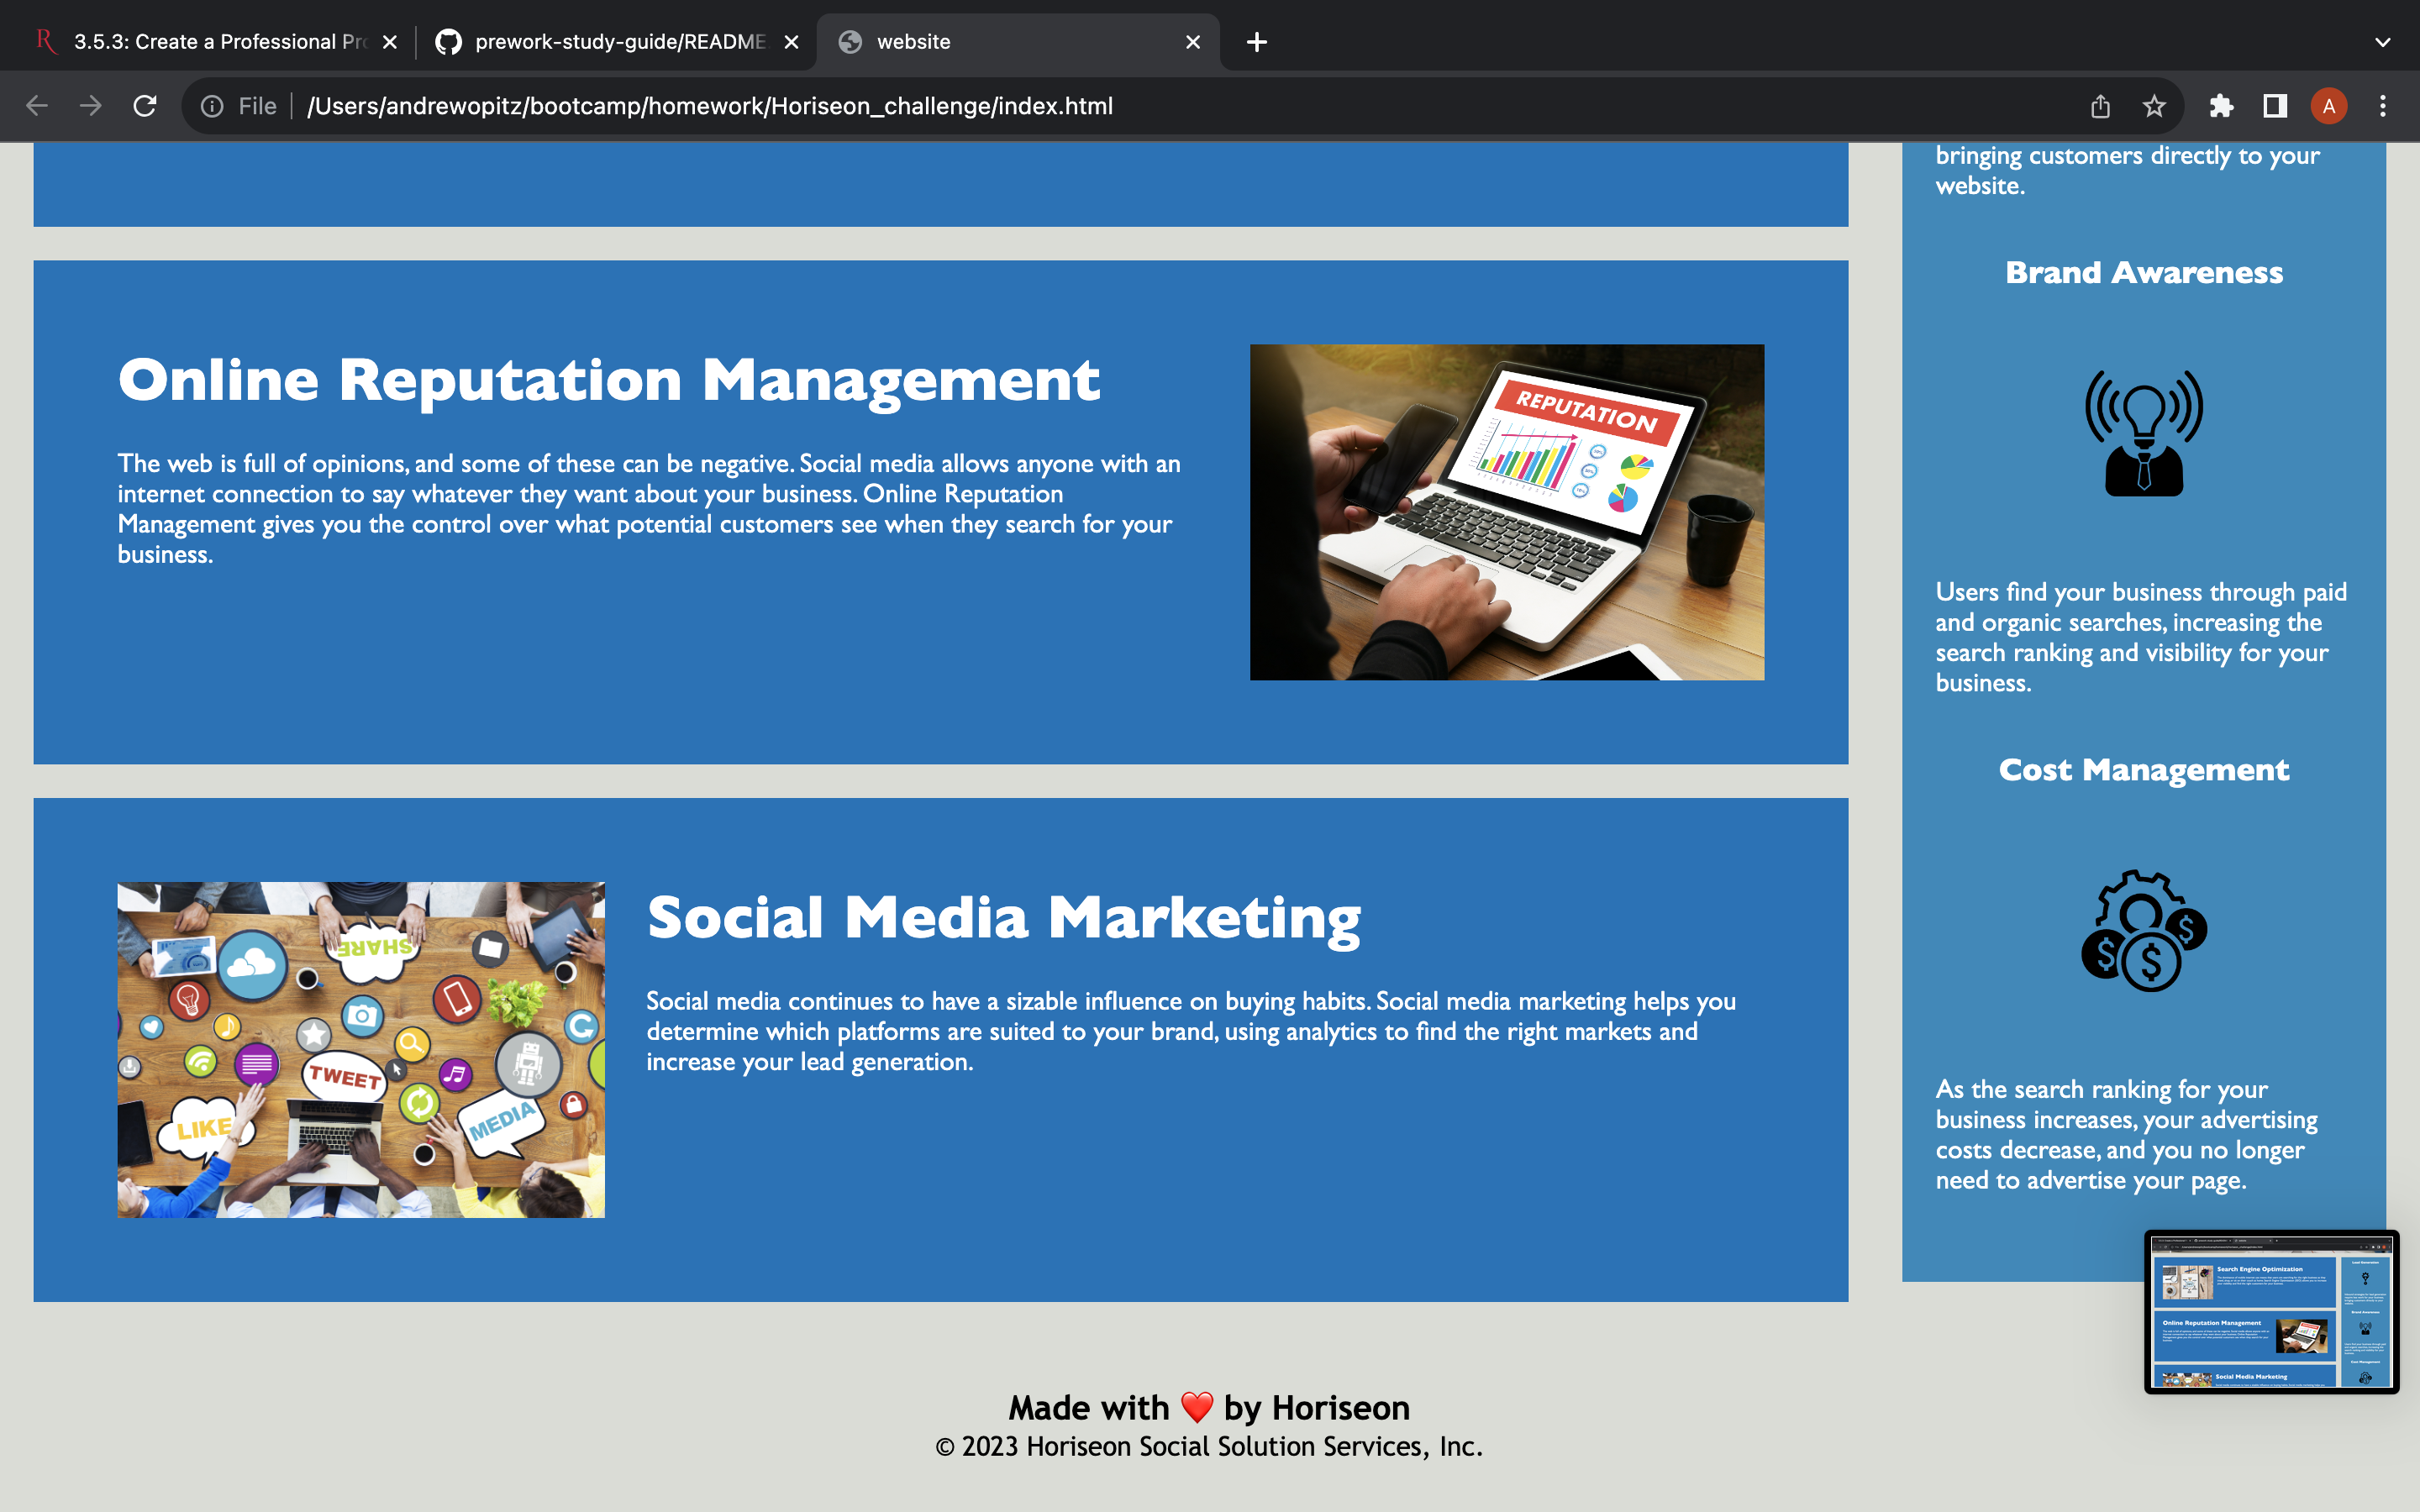 3.5.3: Create a Professional Pr
prework-study-guide/README
website
File
/Users/andrewopitz/bootcamp/homework/Horiseon_challenge/index.html
A
bringing customers directly to your
website.
Online Reputation Management
The web is full of opinions, and some of these can be negative. Social media allows anyone with an
internet connection to say whatever they want about your business. Online Reputation
Management gives you the control over what potential customers see when they search for your
business.
REPUTATION
Brand Awareness
Users find your business through paid
and organic searches, increasing the
search ranking and visibility for your
business.
Cost Management
$ $ $
As the search ranking for your
business increases, your advertising
costs decrease, and you no longer
need to advertise your page.
SHARE
TWEET
LIKE
MEDIA
Social Media Marketing
Social media continues to have a sizable influence on buying habits. Social media marketing helps you
determine which platforms are suited to your brand, using analytics to find the right markets and
increase your lead generation.
Search Engine Optimization
Online Reputation Management
Social Media Marketing
Made with ❤️ by Horiseon
© 2023 Horiseon Social Solution Services, Inc.